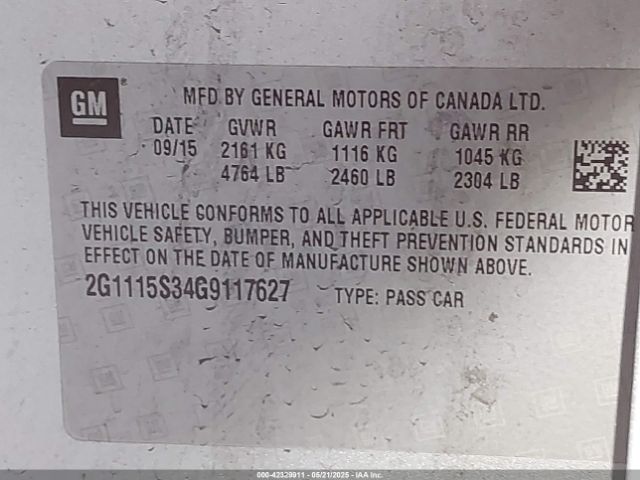 GM ®
MFD BY GENERAL MOTORS OF CANADA LTD.
DATE GVWR GAWR FRT GAWR RR
09/15 2161 KG 1116 KG 1045 KG
4764 LB 2460 LB 2304 LB
THIS VEHICLE CONFORMS TO ALL APPLICABLE U.S. FEDERAL MOTOR
VEHICLE SAFETY, BUMPER, AND THEFT PREVENTION STANDARDS IN
EFFECT ON THE DATE OF MANUFACTURE SHOWN ABOVE.
2G1115S34G9117627 TYPE: PASS CAR
000-42329911 - 05/21/2025 - IAA Inc.